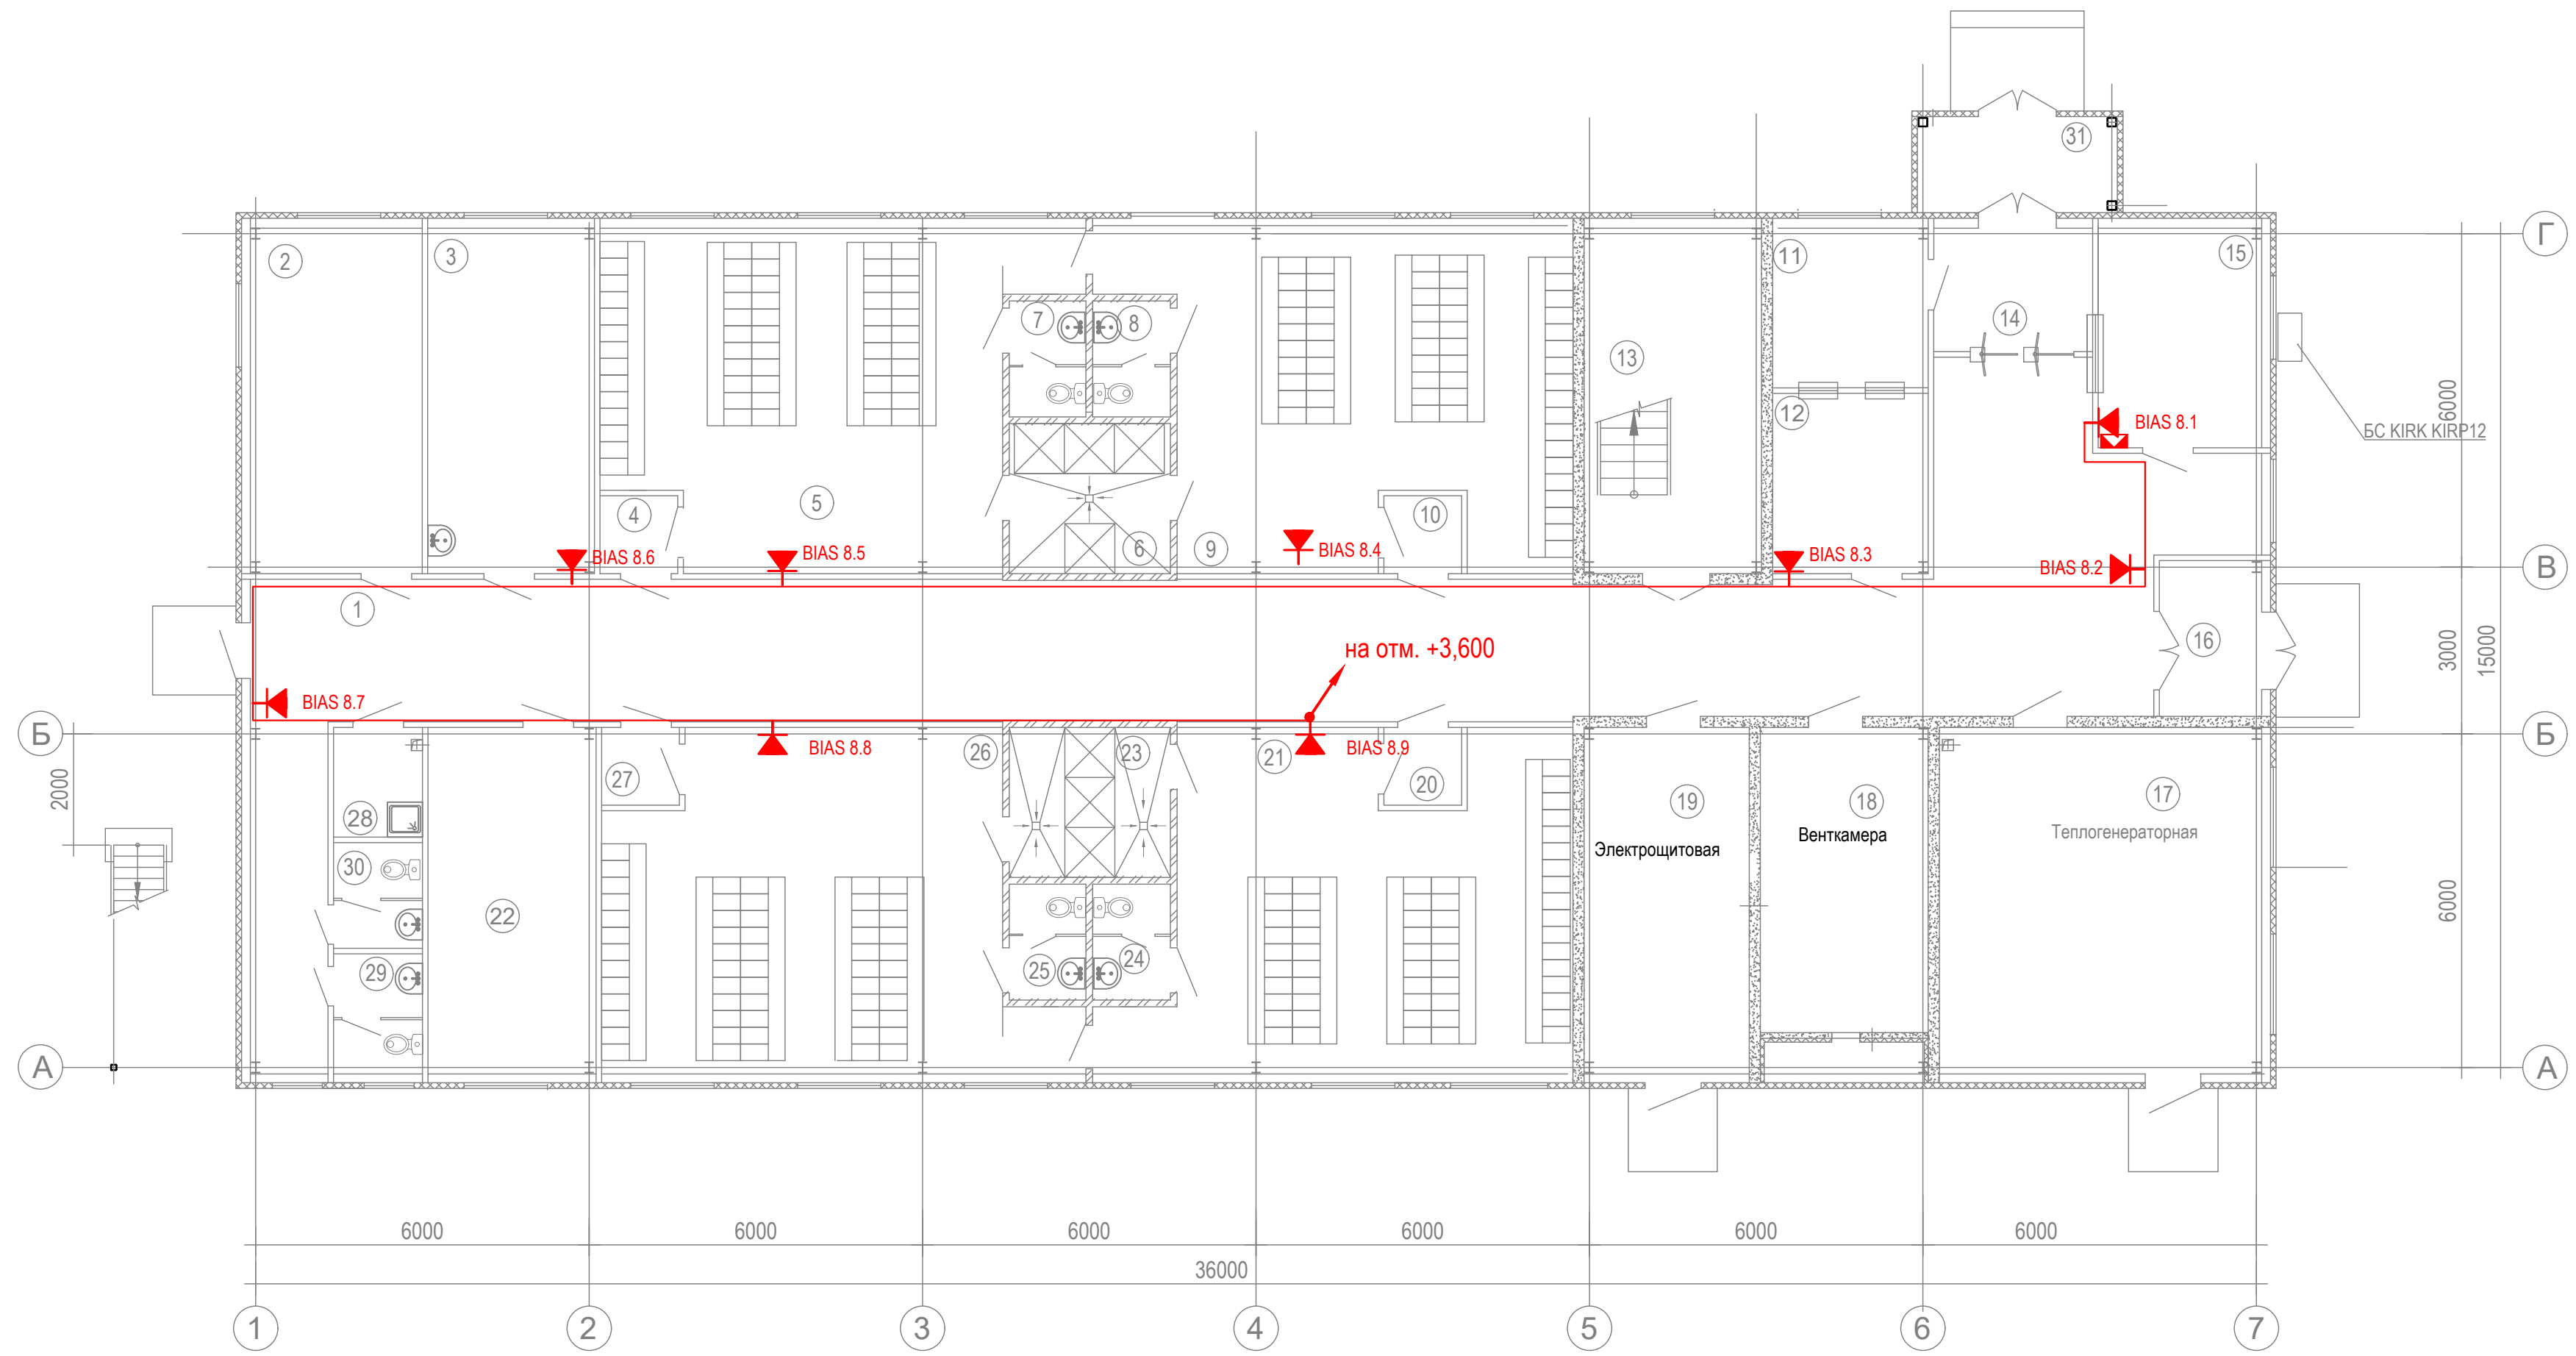 31
Г
2
3
11
15
7
8
14
6000
13
12
BIAS 8.1
БС KIRK KIRP12
5
4
10
6
9
BIAS 8.6
BIAS 8.5
BIAS 8.4
BIAS 8.3
BIAS 8.2
В
1
на отм. +3,600
16
3000
15000
BIAS 8.7
Б
BIAS 8.8
26
23
21
BIAS 8.9
Б
2000
27
20
19
18
17
28
Электрощитовая
Венткамера
Теплогенераторная
30
22
6000
29
25
24
А
А
6000
6000
6000
6000
6000
6000
36000
1
2
3
4
5
6
7